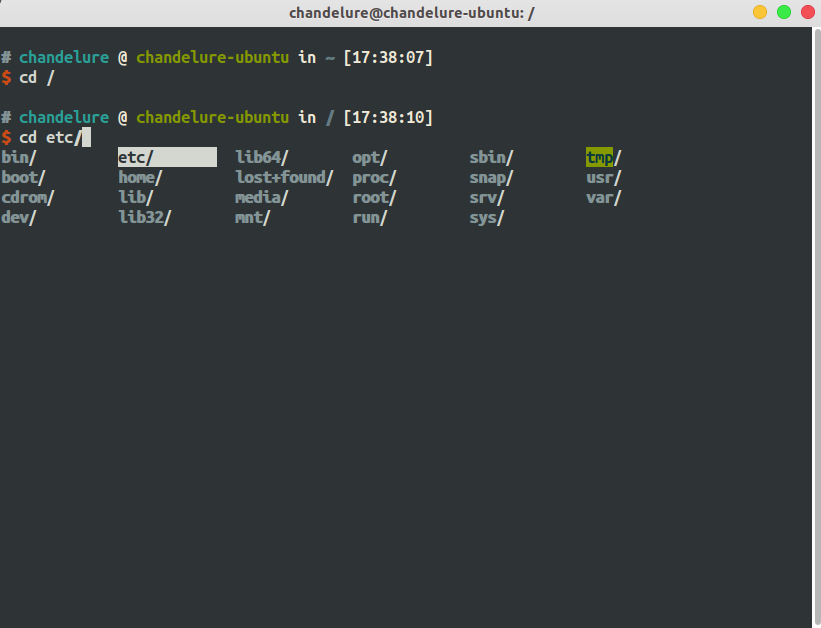 chandelure@chandelure-ubuntu: /
# chandelure @ chandelure-ubuntu in ~ [17:38:07]
$ cd /
# chandelure @ chandelure-ubuntu in / [17:38:10]
$ cd etc/
bin/ etc/ lib64/ opt/ sbin/ tmp/
boot/ home/ lost+found/ proc/ snap/ usr/
cdrom/ lib/ media/ root/ srv/ var/
dev/ lib32/ mnt/ run/ sys/